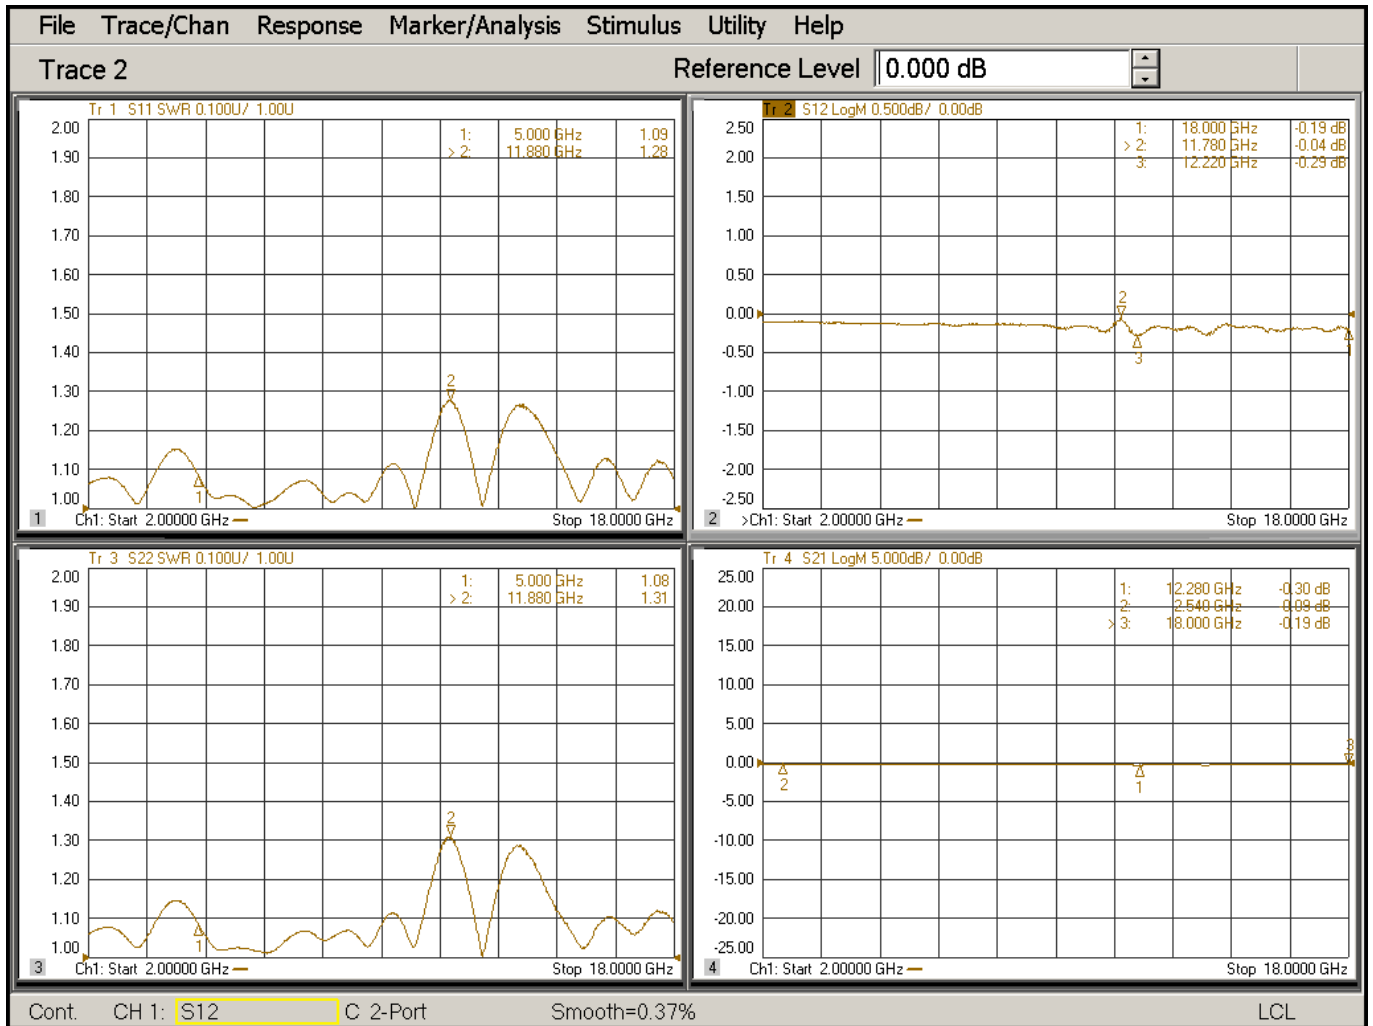 File Trace/Chan Response Marker/Analysis Stimulus Utility Help
Trace 2 Reference Level 0.000 dB
Tr 1 S11 SWR 0.100U/ 1.00U
2.00
1.90
1.80
1.70
1.60
1.50
1.40
1.30
1.20
1.10
1.00
1: 5.000 GHz 1.09
> 2: 11.880 GHz 1.28
2
1
1 Ch1: Start 2.00000 GHz Stop 18.0000 GHz
Tr 2 S12 LogM 0.500dB/ 0.00dB
2.50
2.00
1.50
1.00
0.50
0.00
-0.50
-1.00
-1.50
-2.00
-2.50
1: 18.000 GHz -0.19 dB
> 2: 11.780 GHz -0.04 dB
3: 12.220 GHz -0.29 dB
2
3
1
2 >Ch1: Start 2.00000 GHz Stop 18.0000 GHz
Tr 3 S22 SWR 0.100U/ 1.00U
2.00
1.90
1.80
1.70
1.60
1.50
1.40
1.30
1.20
1.10
1.00
1: 5.000 GHz 1.08
> 2: 11.880 GHz 1.31
2
1
3 Ch1: Start 2.00000 GHz Stop 18.0000 GHz
Tr 4 S21 LogM 5.000dB/ 0.00dB
25.00
20.00
15.00
10.00
5.00
0.00
-5.00
-10.00
-15.00
-20.00
-25.00
1: 12.280 GHz -0.30 dB
2: 2.540 GHz -0.09 dB
> 3: 18.000 GHz -0.19 dB
3
2
1
4 Ch1: Start 2.00000 GHz Stop 18.0000 GHz
Cont. CH 1: S12 C 2-Port Smooth=0.37% LCL